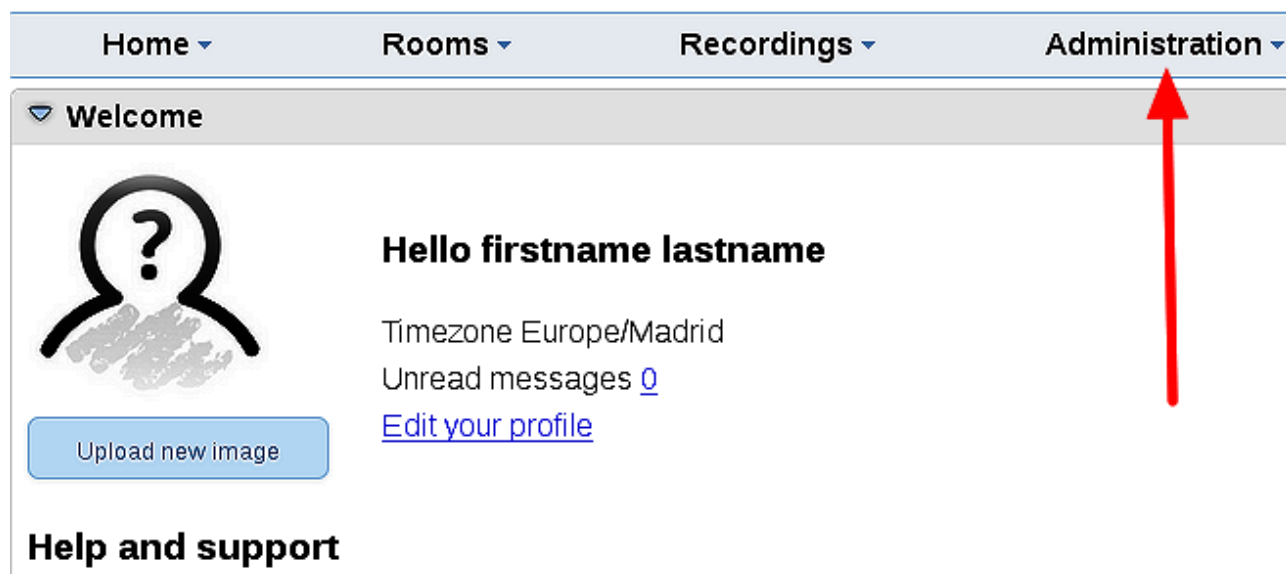 Home Rooms Recordings Administration
Welcome
?
Hello firstname lastname
Timezone Europe/Madrid
Unread messages 0
Edit your profile
Upload new image
Help and support